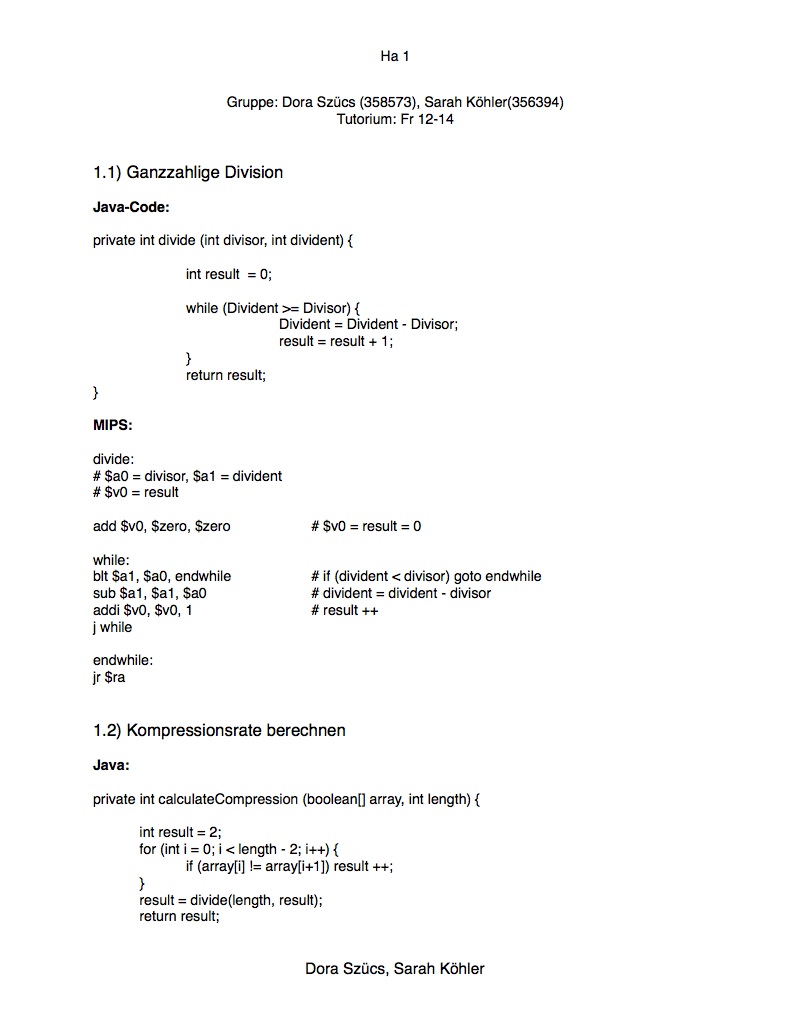 Ha 1
Gruppe: Dora Szücs (358573), Sarah Köhler(356394)
Tutorium: Fr 12-14
1.1) Ganzzahlige Division
Java-Code:
private int divide (int divisor, int divident) {
int result  = 0;
while (Divident >= Divisor) {
Divident = Divident - Divisor;
result = result + 1;
}
return result;
}
MIPS:
divide:
# $a0 = divisor, $a1 = divident
# $v0 = result
add $v0, $zero, $zero # $v0 = result = 0
while:
blt $a1, $a0, endwhile # if (divident < divisor) goto endwhile
sub $a1, $a1, $a0 # divident = divident - divisor
addi $v0, $v0, 1 # result ++
j while
endwhile:
jr $ra
1.2) Kompressionsrate berechnen
Java:
private int calculateCompression (boolean[] array, int length) {
int result = 2;
for (int i = 0; i < length - 2; i++) {
if (array[i] != array[i+1]) result ++;
}
result = divide(length, result);
return result;
Dora Szücs, Sarah Köhler